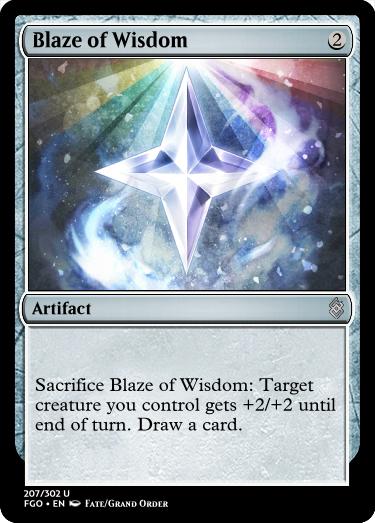 Blaze of Wisdom 2
Artifact
Sacrifice Blaze of Wisdom: Target
creature you control gets +2/+2 until
end of turn. Draw a card.
207/302 U
FGO • EN Fate/Grand Order